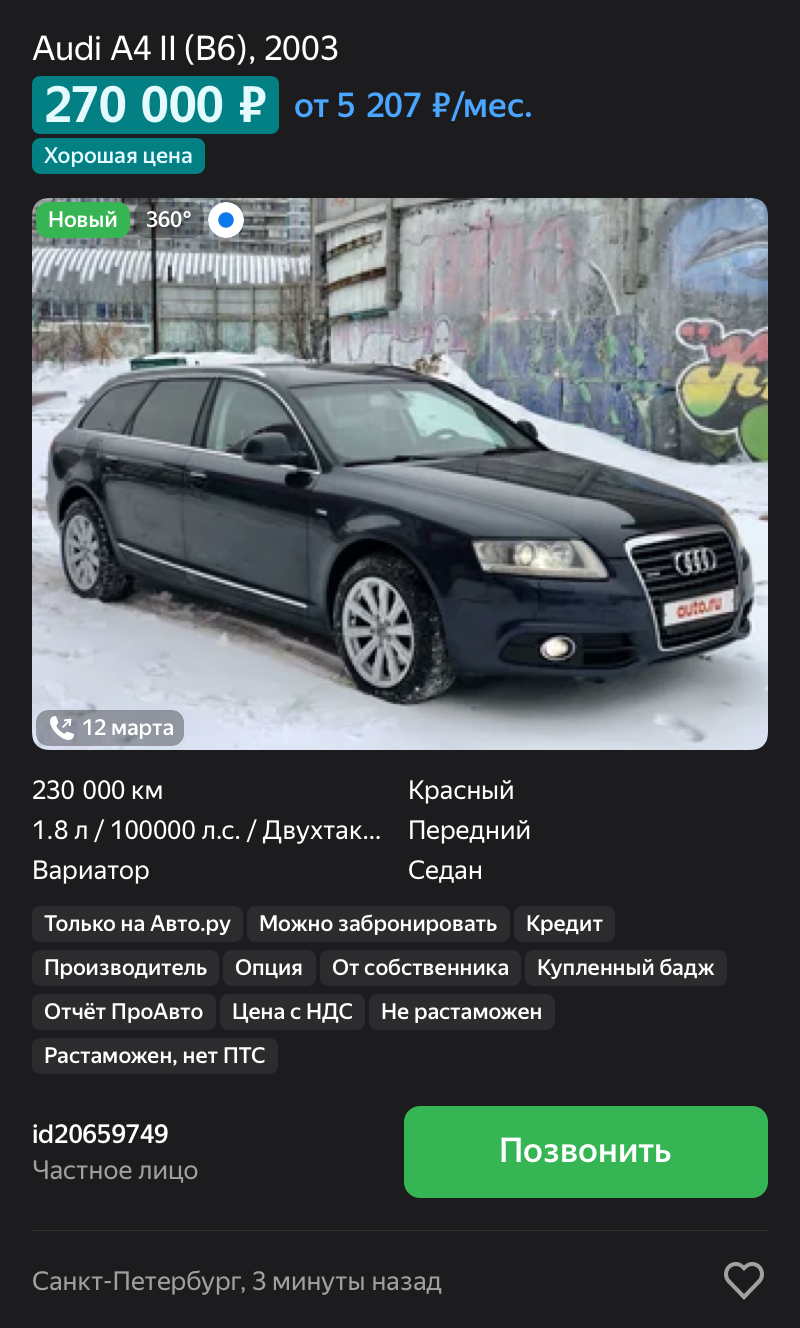 Audi A4 II (B6), 2003
270 000 ₽ от 5 207 ₽/мес.
Хорошая цена
Новый 360°
auto.ru
12 марта
230 000 км Красный
1.8 л / 100000 л.с. / Двухтак... Передний
Вариатор Седан
Только на Авто.ру Можно забронировать Кредит
Производитель Опция От собственника Купленный бадж
Отчёт ПроАвто Цена с НДС Не растаможен
Растаможен, нет ПТС
id20659749
Позвонить
Частное лицо
Санкт-Петербург, 3 минуты назад